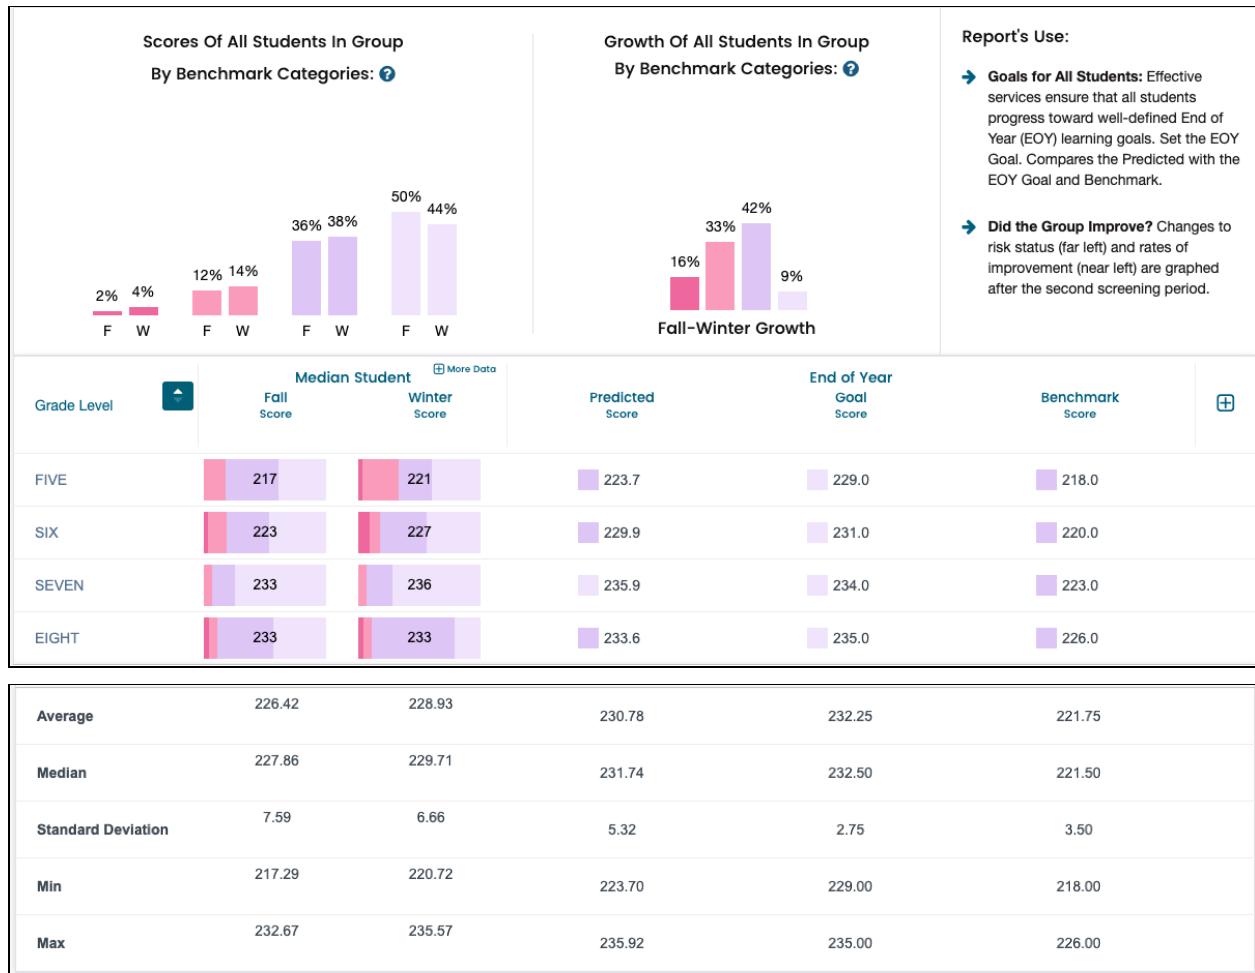 Scores Of All Students In Group
By Benchmark Categories: ?
2% 4% 12% 14% 36% 38% 50% 44%
F W F W F W F W
Growth Of All Students In Group
By Benchmark Categories: ?
16% 33% 42% 9%
Fall-Winter Growth
Report's Use:
Goals for All Students: Effective
services ensure that all students
progress toward well-defined End of
Year (EOY) learning goals. Set the EOY
Goal. Compares the Predicted with the
EOY Goal and Benchmark.
Did the Group Improve? Changes to
risk status (far left) and rates of
improvement (near left) are graphed
after the second screening period.
Grade Level
Median Student More Data
End of Year
Fall Winter Predicted Goal Benchmark
Score Score Score Score Score
FIVE 217 221 223.7 229.0 218.0
SIX 223 227 229.9 231.0 220.0
SEVEN 233 236 235.9 234.0 223.0
EIGHT 233 233 233.6 235.0 226.0
Average 226.42 228.93 230.78 232.25 221.75
Median 227.86 229.71 231.74 232.50 221.50
Standard Deviation 7.59 6.66 5.32 2.75 3.50
Min 217.29 220.72 223.70 229.00 218.00
Max 232.67 235.57 235.92 235.00 226.00